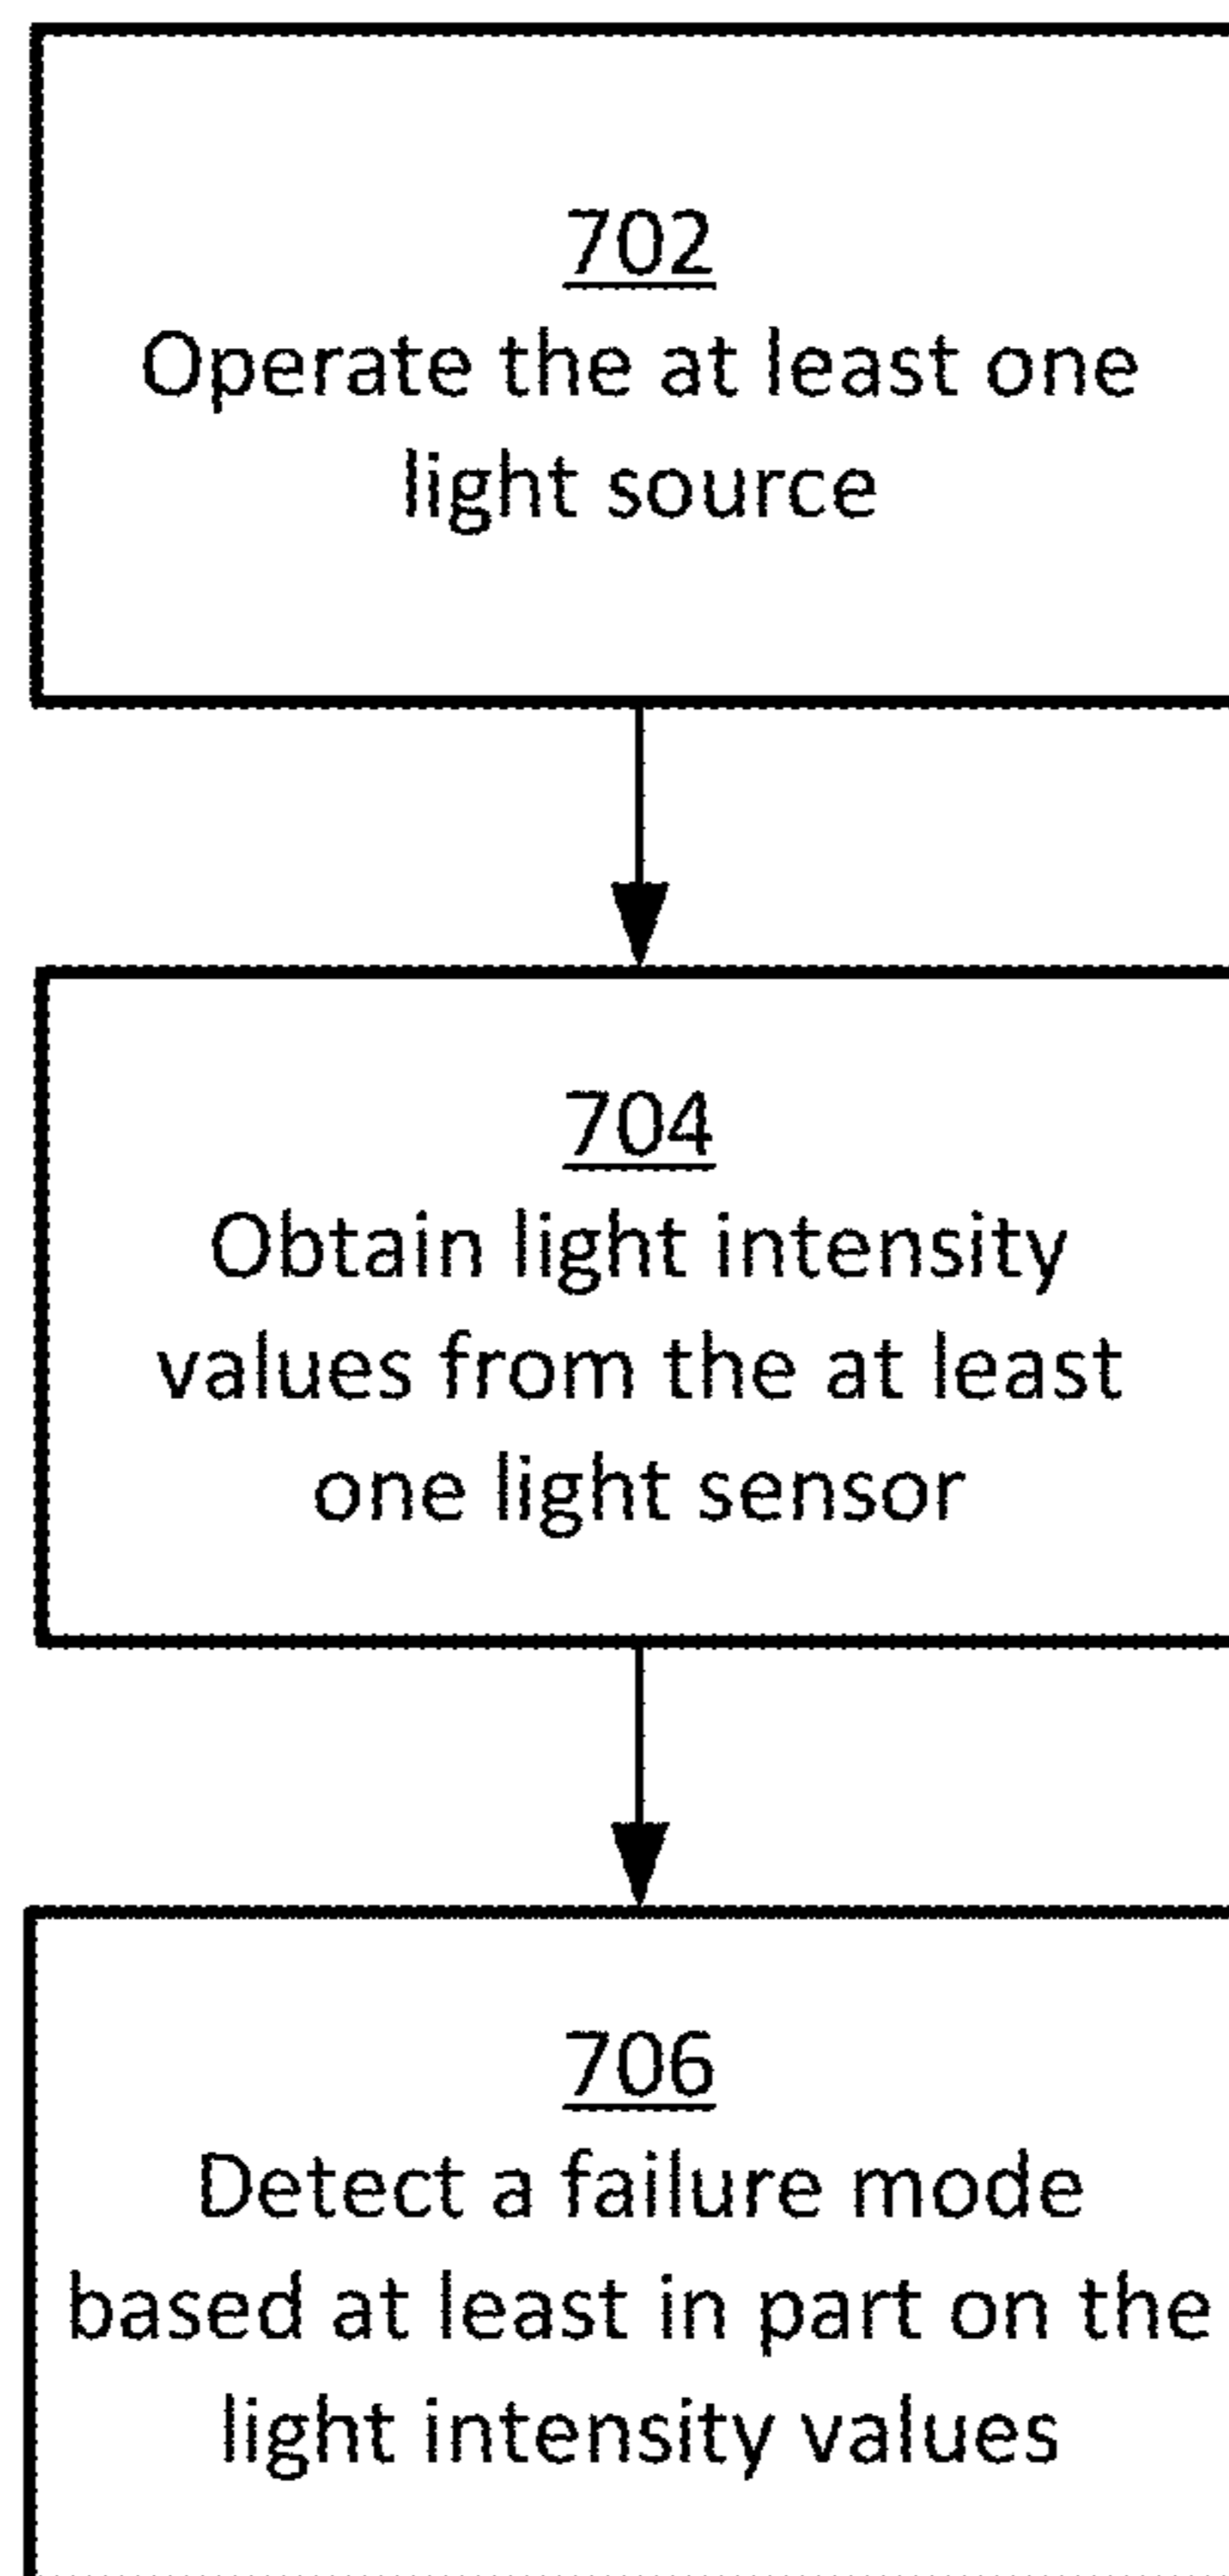 702
Operate the at least one
light source
704
Obtain light intensity
values from the at least
one light sensor
706
Detect a failure mode
based at least in part on the
light intensity values